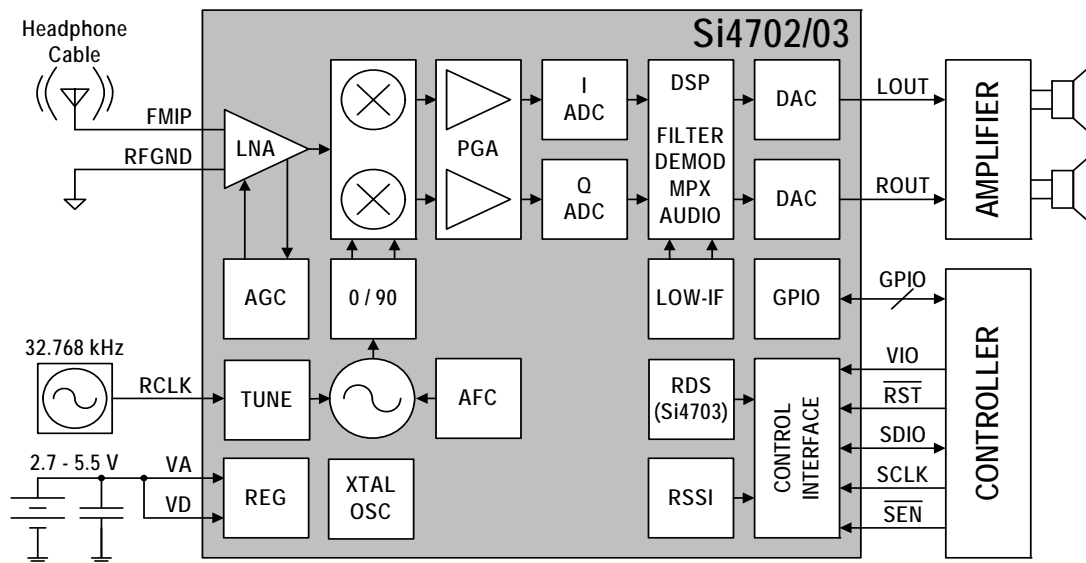 Headphone
Cable
Si4702/03
FMIP
RFGND
LNA
PGA
I
ADC
Q
ADC
DSP
FILTER
DEMOD
MPX
AUDIO
DAC
DAC
LOUT
ROUT
AMPLIFIER
AGC
0 / 90
LOW-IF
GPIO
GPIO
32.768 kHz
RCLK
TUNE
AFC
RDS
(Si4703)
CONTROL
INTERFACE
VIO
RST
SDIO
SCLK
SEN
CONTROLLER
2.7 - 5.5 V
VA
VD
REG
XTAL
OSC
RSSI